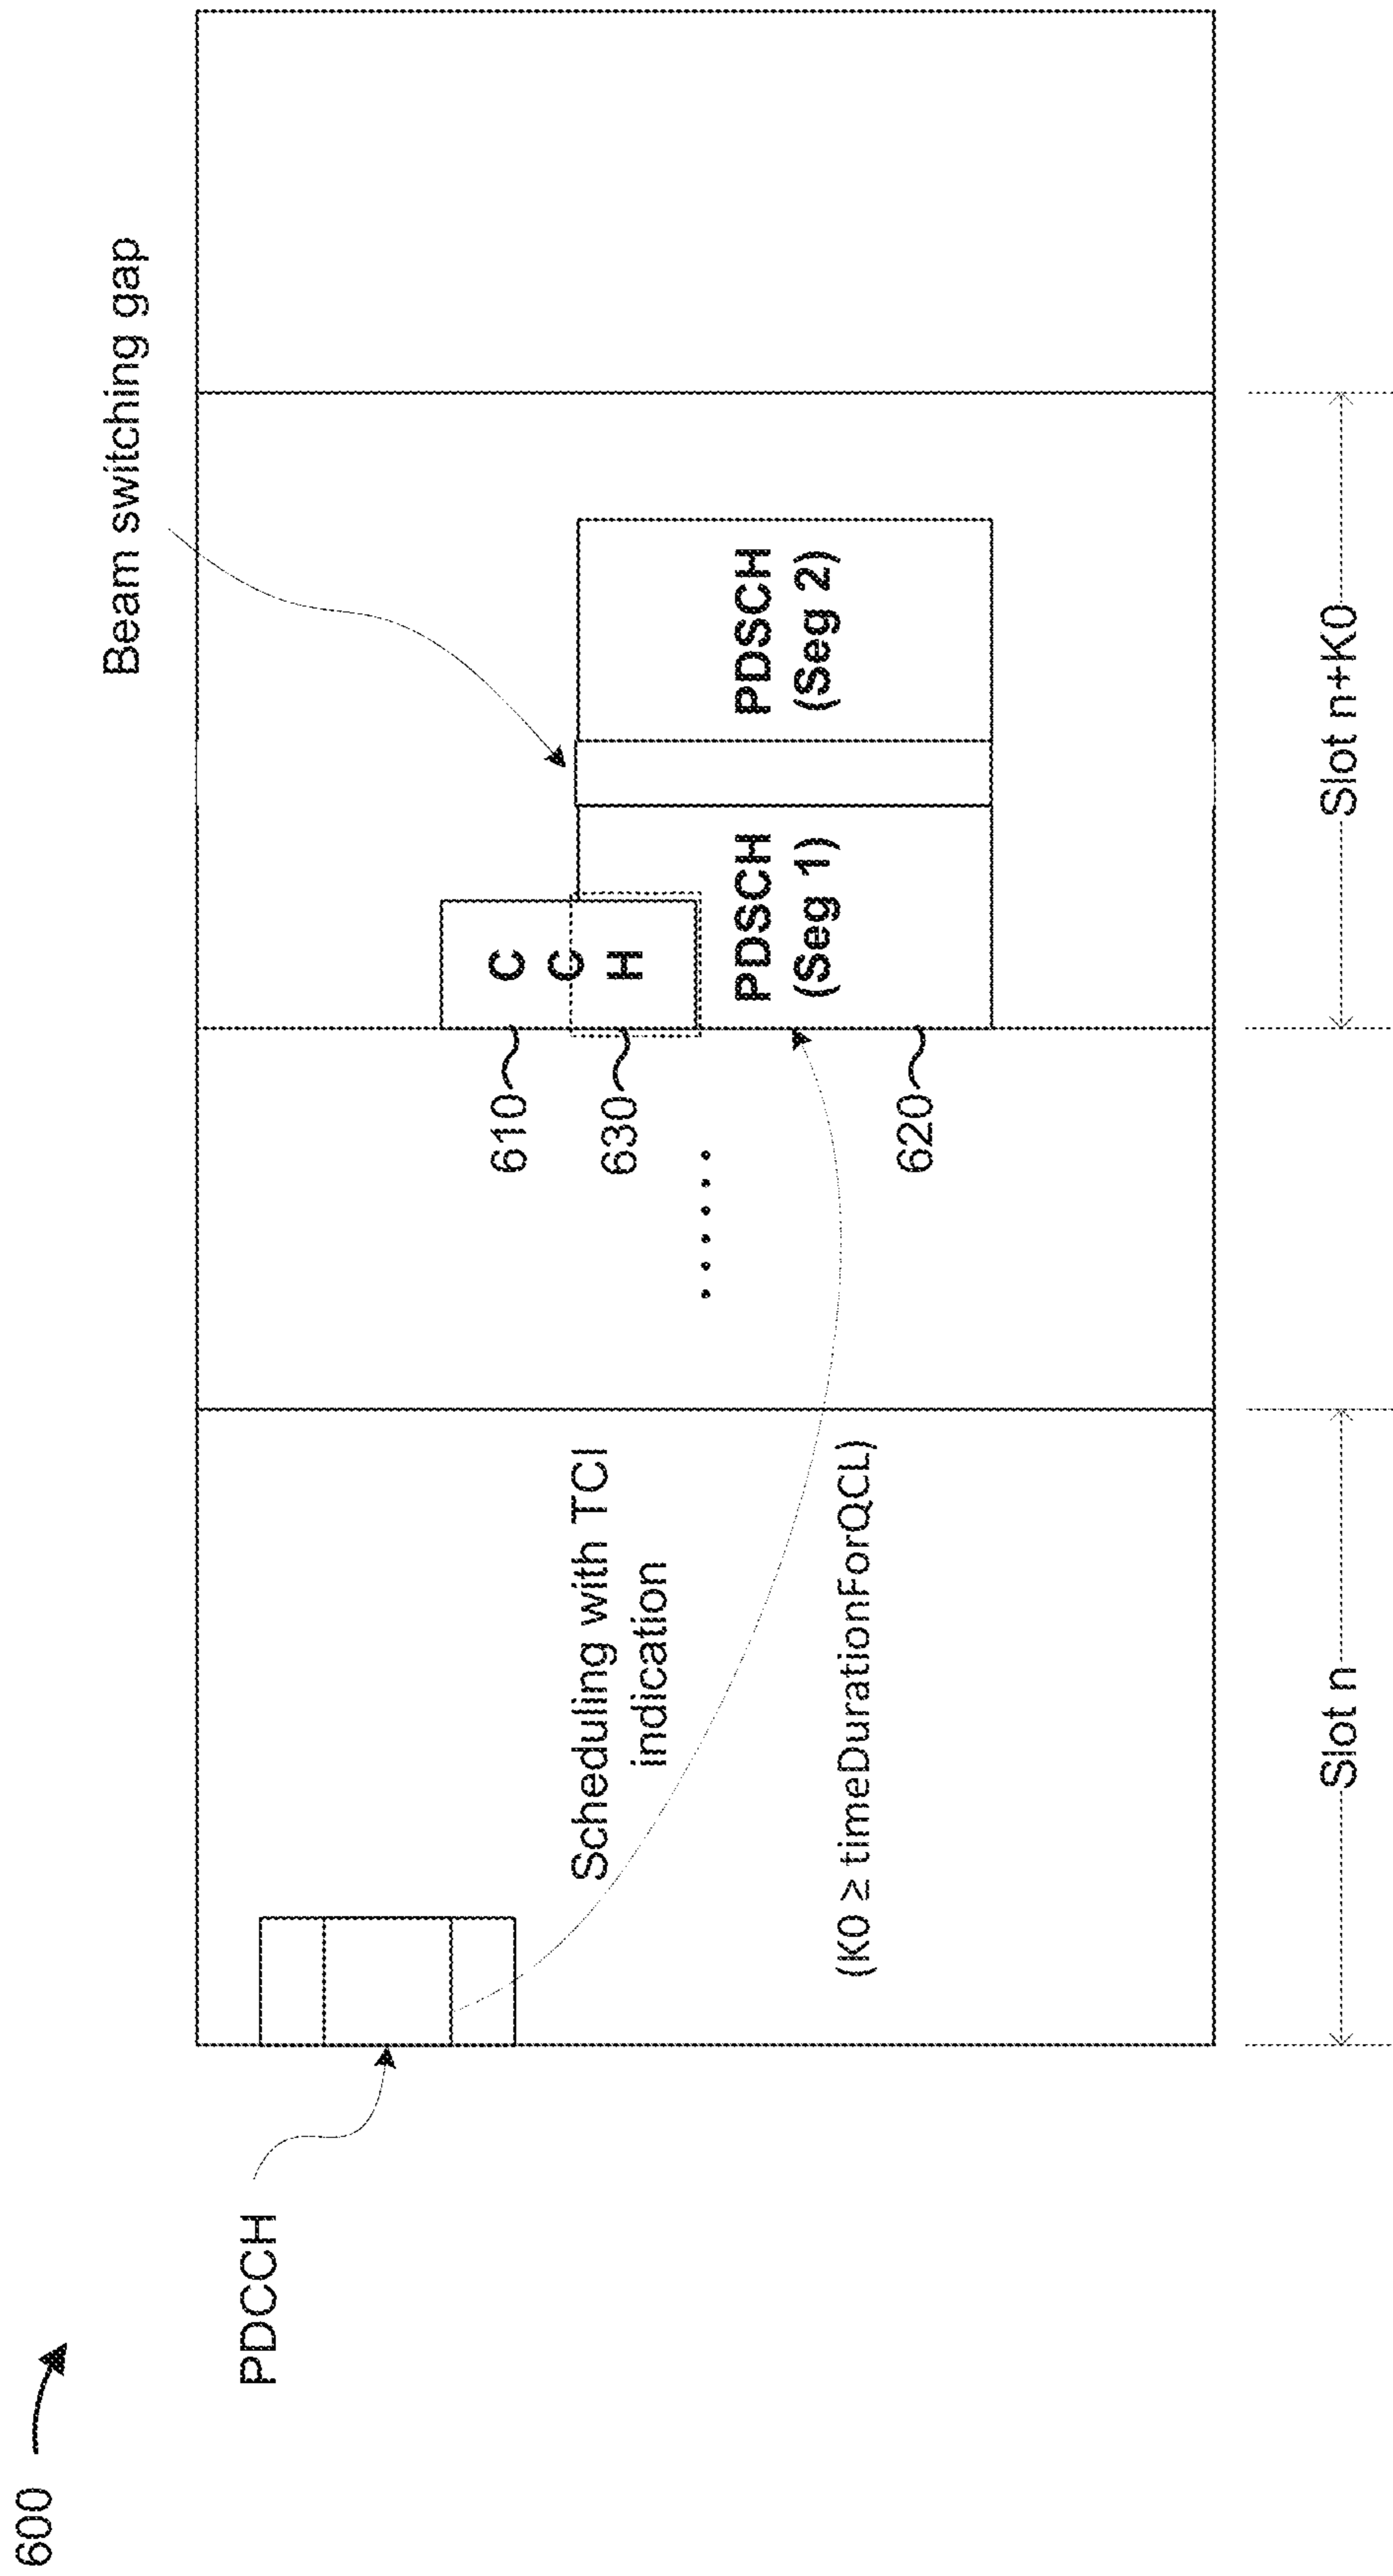 600
PDCCH
Beam switching gap
Scheduling with TCI
indication
(K0 ≥ timeDurationForQCL)
......
610
630
620
C
C
H
PDSCH
(Seg 1)
PDSCH
(Seg 2)
Slot n
Slot n+K0